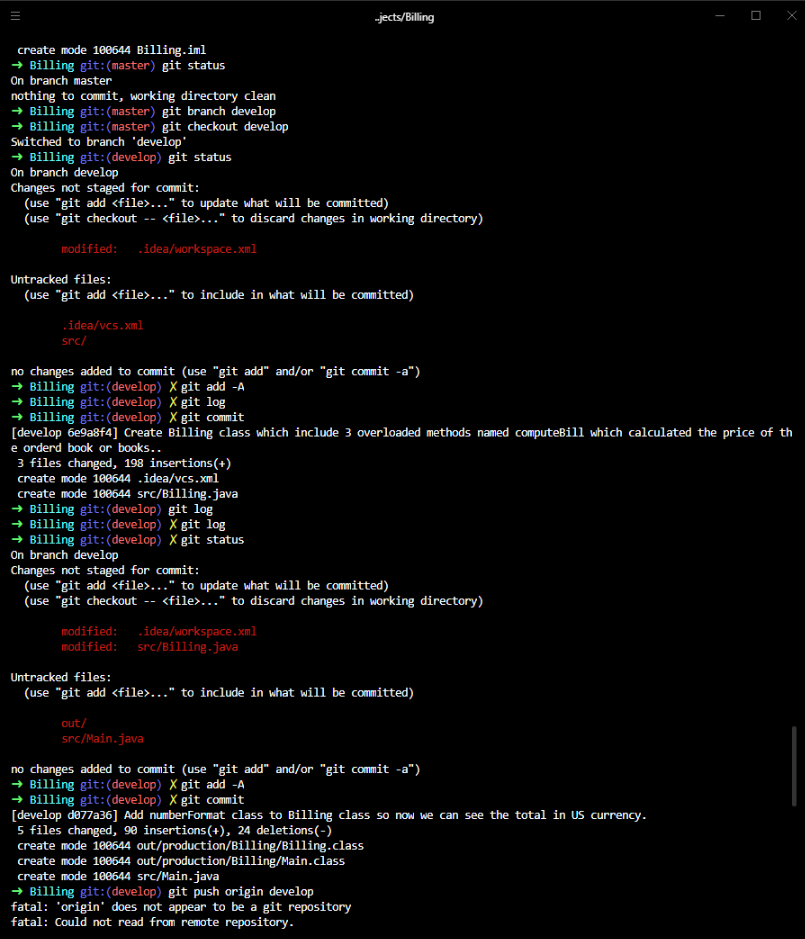 ..jects/Billing
create mode 100644 Billing.iml
➜ Billing git:(master) git status
On branch master
nothing to commit, working directory clean
➜ Billing git:(master) git branch develop
➜ Billing git:(master) git checkout develop
Switched to branch 'develop'
➜ Billing git:(develop) git status
On branch develop
Changes not staged for commit:
(use "git add <file>..." to update what will be committed)
(use "git checkout -- <file>..." to discard changes in working directory)
modified: .idea/workspace.xml
Untracked files:
(use "git add <file>..." to include in what will be committed)
.idea/vcs.xml
src/
no changes added to commit (use "git add" and/or "git commit -a")
➜ Billing git:(develop) ✗ git add -A
➜ Billing git:(develop) ✗ git log
➜ Billing git:(develop) ✗ git commit
[develop 6e9a8f4] Create Billing class which include 3 overloaded methods named computeBill which calculated the price of th
e orderd book or books..
3 files changed, 198 insertions(+)
create mode 100644 .idea/vcs.xml
create mode 100644 src/Billing.java
➜ Billing git:(develop) git log
➜ Billing git:(develop) ✗ git log
➜ Billing git:(develop) ✗ git status
On branch develop
Changes not staged for commit:
(use "git add <file>..." to update what will be committed)
(use "git checkout -- <file>..." to discard changes in working directory)
modified: .idea/workspace.xml
modified: src/Billing.java
Untracked files:
(use "git add <file>..." to include in what will be committed)
out/
src/Main.java
no changes added to commit (use "git add" and/or "git commit -a")
➜ Billing git:(develop) ✗ git add -A
➜ Billing git:(develop) ✗ git commit
[develop d077a36] Add numberFormat class to Billing class so now we can see the total in US currency.
5 files changed, 90 insertions(+), 24 deletions(-)
create mode 100644 out/production/Billing/Billing.class
create mode 100644 out/production/Billing/Main.class
create mode 100644 src/Main.java
➜ Billing git:(develop) git push origin develop
fatal: 'origin' does not appear to be a git repository
fatal: Could not read from remote repository.